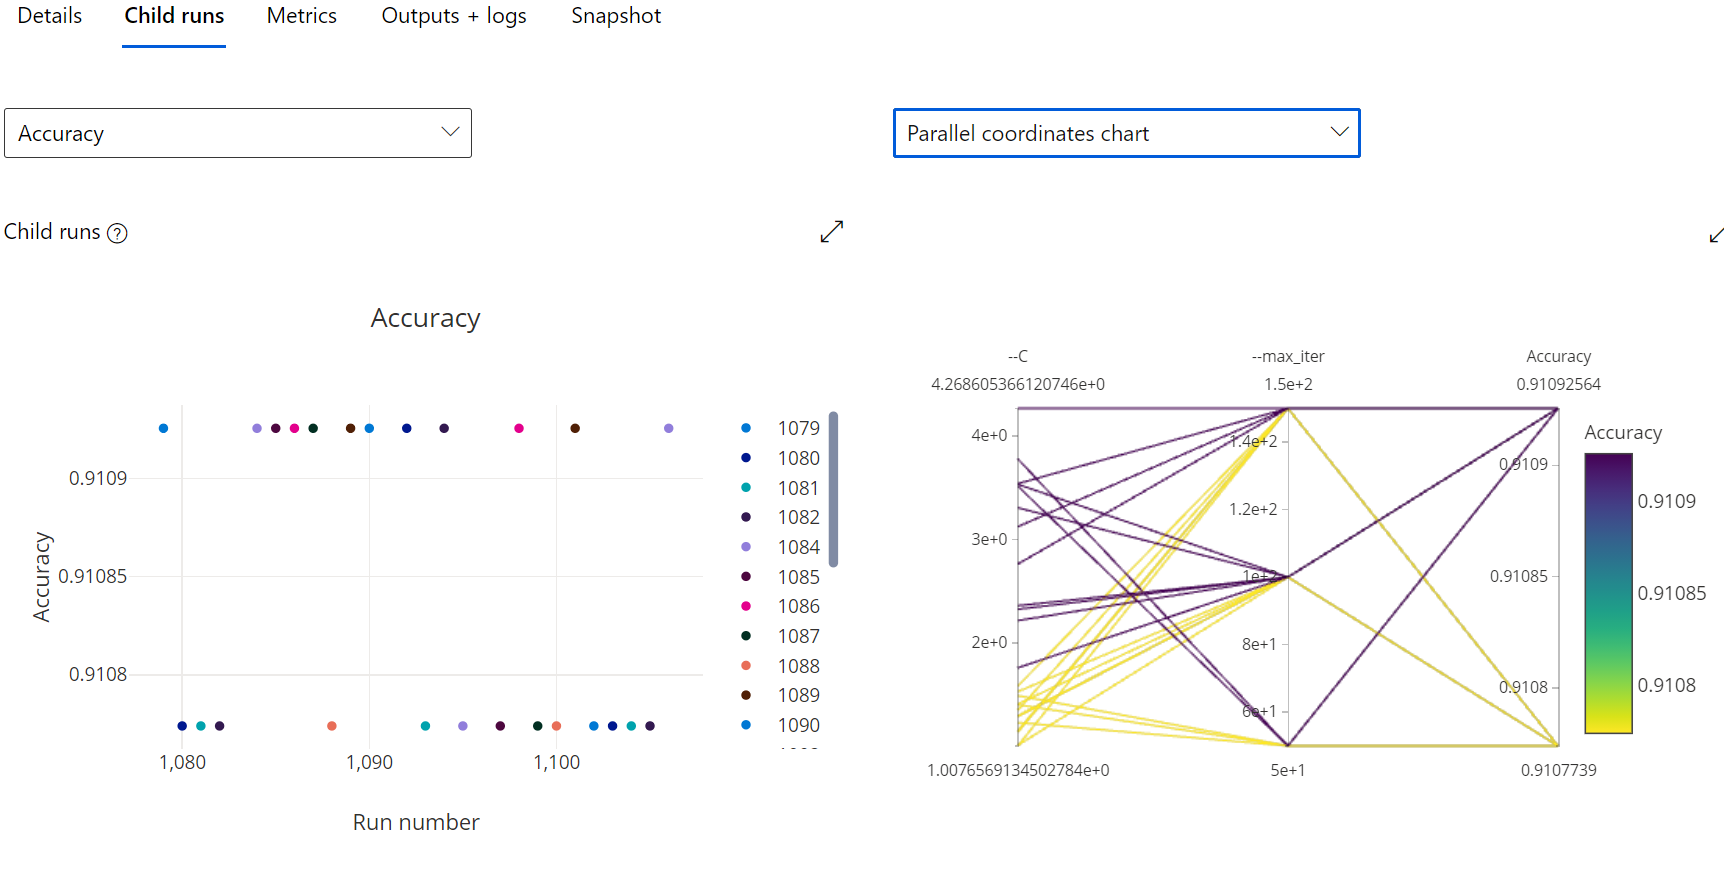 Details Child runs Metrics Outputs + logs Snapshot
Accuracy
Parallel coordinates chart
Child runs ?
Accuracy
Accuracy
0.9109
0.91085
0.9108
1,080 1,090 1,100
Run number
1079
1080
1081
1082
1084
1085
1086
1087
1088
1089
1090
--C --max_iter Accuracy
4.268605366120746e+0 1.5e+2 0.91092564
4e+0
3e+0
2e+0
1.4e+2
1.2e+2
1e+2
8e+1
6e+1
0.9109
0.91085
0.9108
1.0076569134502784e+0 5e+1 0.9107739
Accuracy
0.9109
0.91085
0.9108